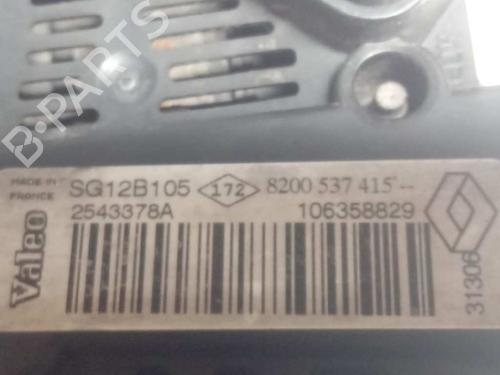 B-PARTS
MADE IN
FRANCE
SG12B105 172 8200 537 415--
2543378A 106358829
Valeo
31306